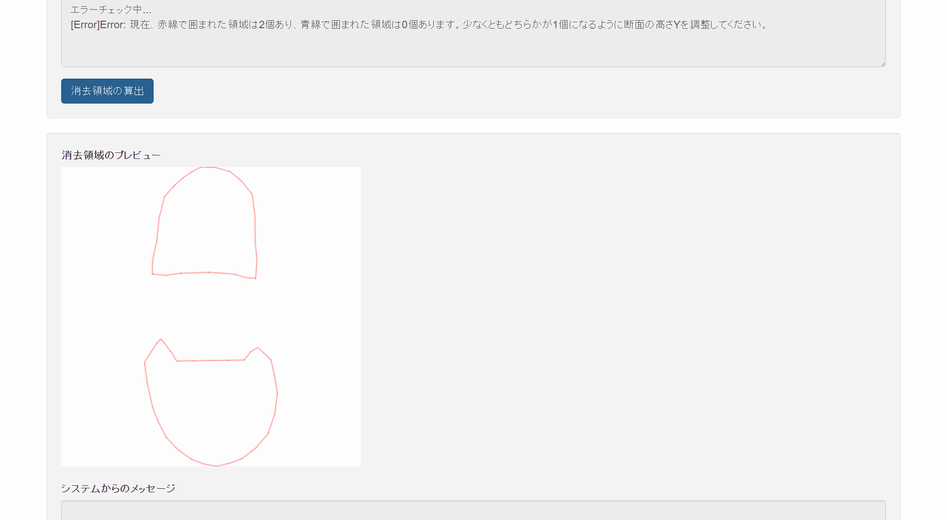 エラーチェック中...
[Error]Error: 現在、赤線で囲まれた領域は2個あり、青線で囲まれた領域は0個あります。少なくともどちらかが1個になるように断面の高さYを調整してください。
消去領域の算出
消去領域のプレビュー
システムからのメッセージ